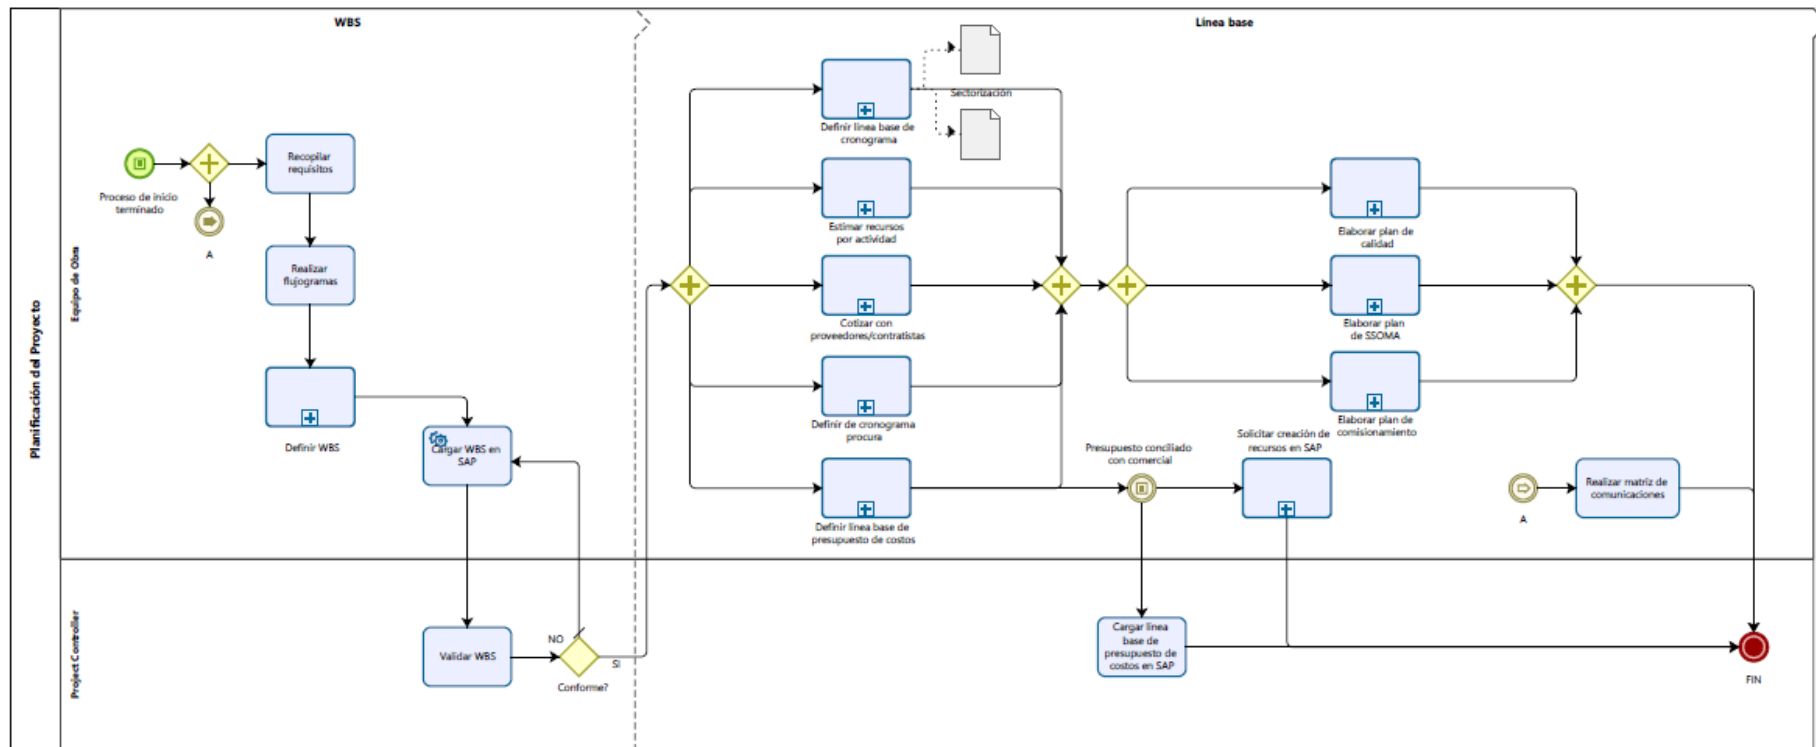 WBS
Línea base
Planificación del Proyecto
Equipo de Obra
Project Controller
Proceso de inicio
terminado
A
Recopilar
requisitos
Realizar
flujogramas
Definir WBS
Cargar WBS en
SAP
Validar WBS
NO
SI
Conforme?
Sectorización
Definir línea base de
cronograma
Estimar recursos
por actividad
Cotizar con
proveedores/contratistas
Definir de cronograma
procura
Definir línea base de
presupuesto de costos
Presupuesto conciliado
con comercial
Solicitar creación de
recursos en SAP
Cargar línea
base de
presupuesto de
costos en SAP
Elaborar plan de
calidad
Elaborar plan
de SSOMA
Elaborar plan de
comisionamiento
A
Realizar matriz de
comunicaciones
FIN